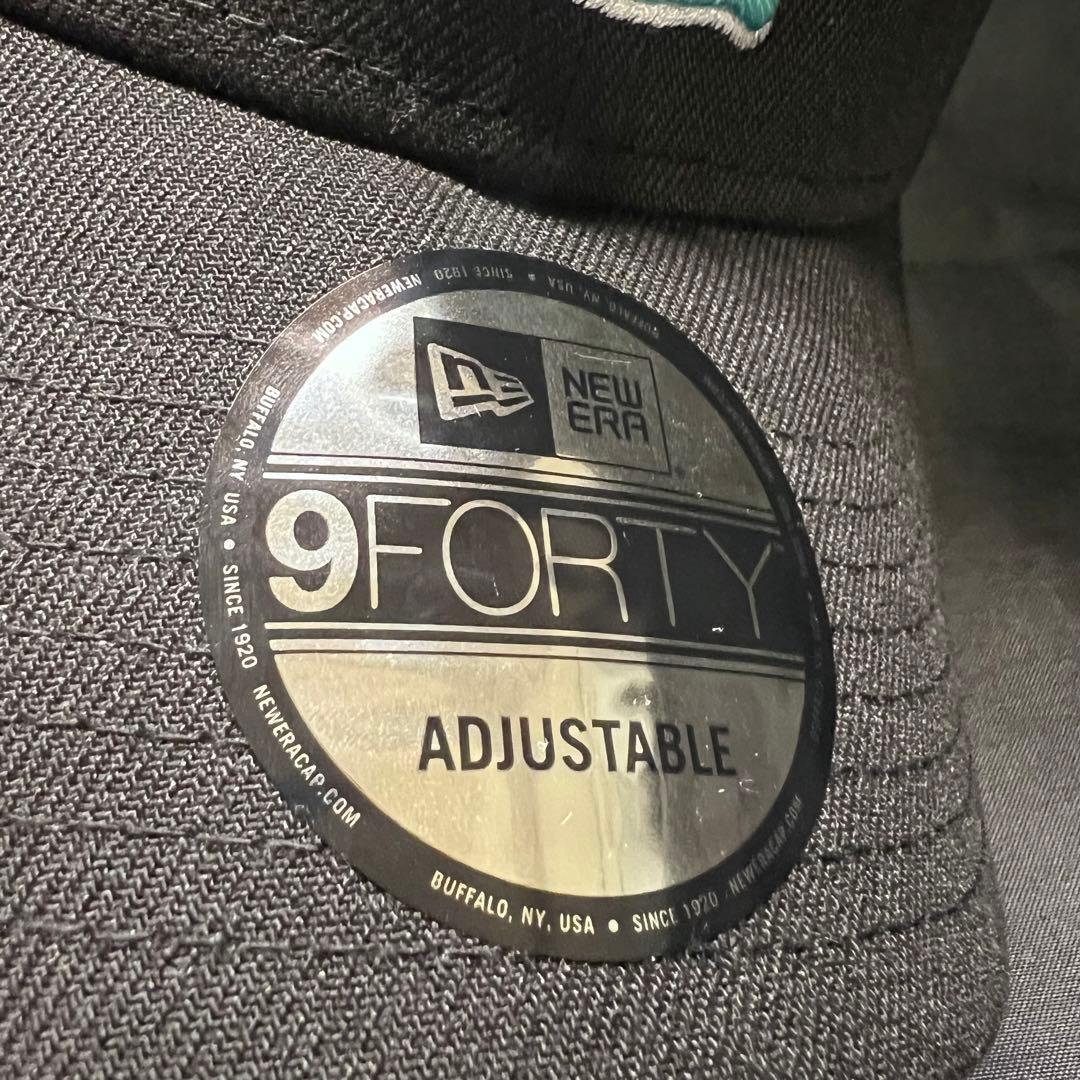 NE
NEW
ERA
9FORTY
ADJUSTABLE
BUFFALO, NY, USA • SINCE 1920 NEWERACAP.COM
BUFFALO, NY USA • SINCE 1920 NEWERACAP.COM
BUFFALO, NY, USA • SINCE 1920 NEWERACAP.COM